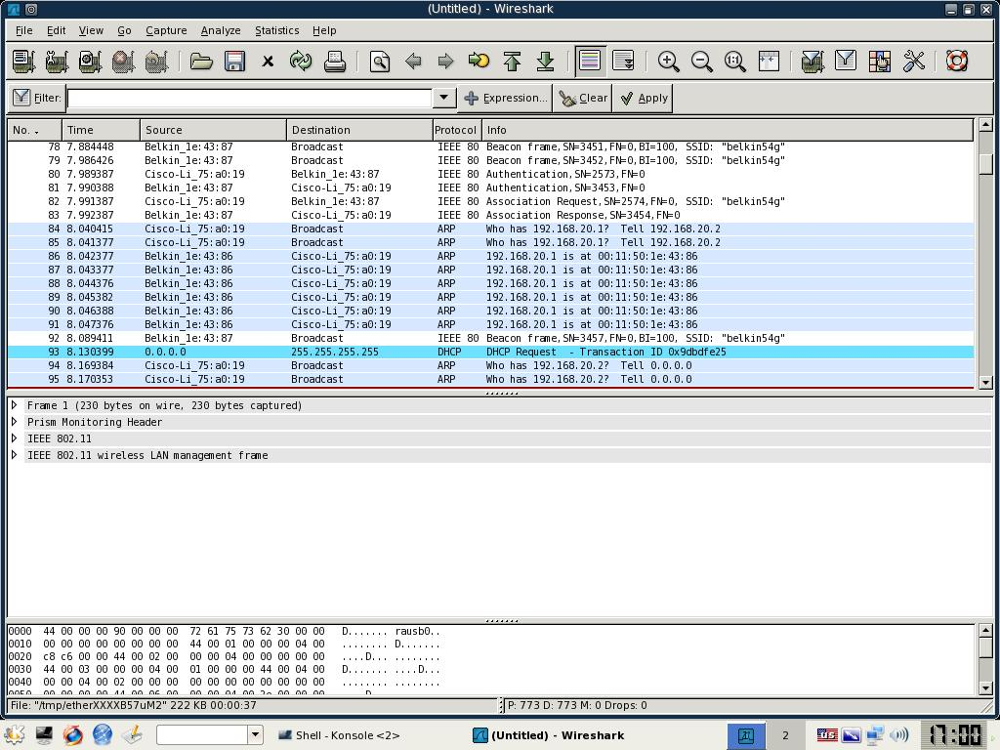 (Untitled) - Wireshark
File Edit View Go Capture Analyze Statistics Help
Filter: Expression... Clear Apply
No. . Time Source Destination Protocol Info
78 7.884448 Belkin_1e:43:87 Broadcast IEEE 80 Beacon frame,SN=3451,FN=0,BI=100, SSID: "belkin54g"
79 7.986426 Belkin_1e:43:87 Broadcast IEEE 80 Beacon frame,SN=3452,FN=0,BI=100, SSID: "belkin54g"
80 7.989387 Cisco-Li_75:a0:19 Belkin_1e:43:87 IEEE 80 Authentication,SN=2573,FN=0
81 7.990388 Belkin_1e:43:87 Cisco-Li_75:a0:19 IEEE 80 Authentication,SN=3453,FN=0
82 7.991387 Cisco-Li_75:a0:19 Belkin_1e:43:87 IEEE 80 Association Request,SN=2574,FN=0, SSID: "belkin54g"
83 7.992387 Belkin_1e:43:87 Cisco-Li_75:a0:19 IEEE 80 Association Response,SN=3454,FN=0
84 8.040415 Cisco-Li_75:a0:19 Broadcast ARP Who has 192.168.20.1? Tell 192.168.20.2
85 8.041377 Cisco-Li_75:a0:19 Broadcast ARP Who has 192.168.20.1? Tell 192.168.20.2
86 8.042377 Belkin_1e:43:86 Cisco-Li_75:a0:19 ARP 192.168.20.1 is at 00:11:50:1e:43:86
87 8.043377 Belkin_1e:43:86 Cisco-Li_75:a0:19 ARP 192.168.20.1 is at 00:11:50:1e:43:86
88 8.044376 Belkin_1e:43:86 Cisco-Li_75:a0:19 ARP 192.168.20.1 is at 00:11:50:1e:43:86
89 8.045382 Belkin_1e:43:86 Cisco-Li_75:a0:19 ARP 192.168.20.1 is at 00:11:50:1e:43:86
90 8.046388 Belkin_1e:43:86 Cisco-Li_75:a0:19 ARP 192.168.20.1 is at 00:11:50:1e:43:86
91 8.047376 Belkin_1e:43:86 Cisco-Li_75:a0:19 ARP 192.168.20.1 is at 00:11:50:1e:43:86
92 8.089411 Belkin_1e:43:87 Broadcast IEEE 80 Beacon frame,SN=3457,FN=0,BI=100, SSID: "belkin54g"
93 8.130399 0.0.0.0 255.255.255.255 DHCP DHCP Request - Transaction ID 0x9dbdfe25
94 8.169384 Cisco-Li_75:a0:19 Broadcast ARP Who has 192.168.20.2? Tell 0.0.0.0
95 8.170353 Cisco-Li_75:a0:19 Broadcast ARP Who has 192.168.20.2? Tell 0.0.0.0
Frame 1 (230 bytes on wire, 230 bytes captured)
Prism Monitoring Header
IEEE 802.11
IEEE 802.11 wireless LAN management frame
0000 44 00 00 00 90 00 00 00 72 61 75 73 62 30 00 00 D....... rausb0..
0010 00 00 00 00 00 00 00 00 44 00 01 00 00 00 04 00 ........ D.......
0020 c8 c6 00 00 44 00 02 00 00 00 04 00 00 00 00 00 ....D... ........
0030 44 00 03 00 00 00 04 00 01 00 00 00 44 00 04 00 D....... ....D...
0040 00 00 04 00 02 00 00 00 00 00 00 00 00 00 00 00 ........ ........
File: "/tmp/etherXXXXB57uM2" 222 KB 00:00:37 P: 773 D: 773 M: 0 Drops: 0
Shell - Konsole <2> (Untitled) - Wireshark 2 US 17:00